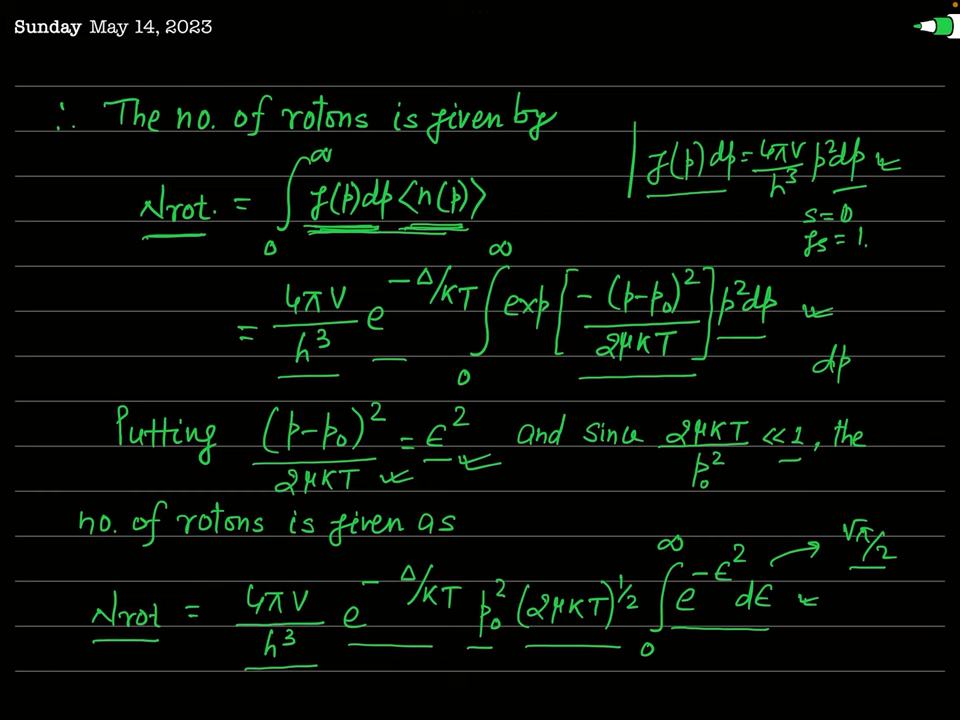 Sunday May 14, 2023
∴ The no. of rotons is given by
Nrot. = ∫₀^∞ g(p)dp <n(p)>
g(p)dp = 4πV/h³ p²dp
s=0
gs = 1.
= 4πV/h³ e^(-Δ/KT) ∫₀^∞ exp[-(p-p₀)²/2μKT] p²dp
dp
Putting (p-p₀)²/2μKT = ε² and since 2μKT/p₀² << 1, the
no. of rotons is given as
Nrot = 4πV/h³ e^(-Δ/KT) p₀² (2μKT)^(1/2) ∫₀^∞ e^(-ε²) dε → √π/2